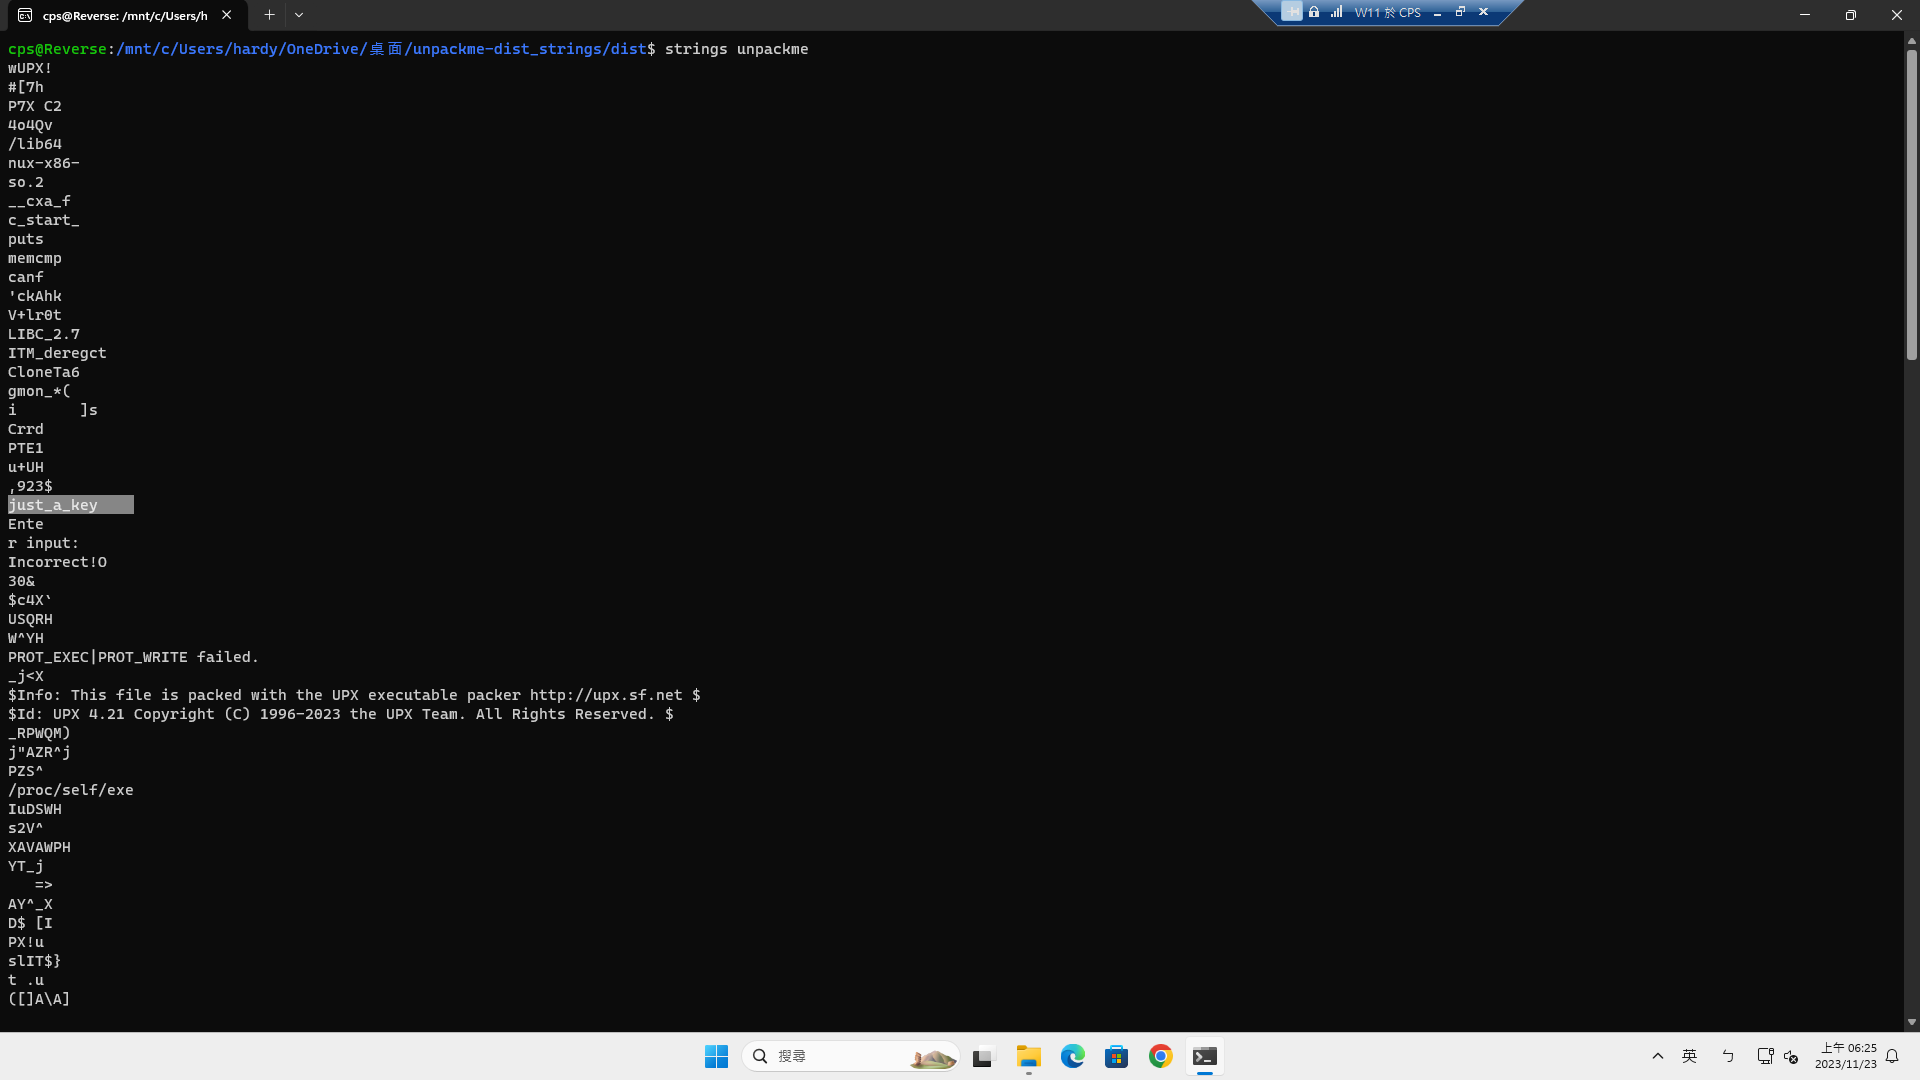 cps@Reverse: /mnt/c/Users/h
W11 於 CPS
cps@Reverse:/mnt/c/Users/hardy/OneDrive/桌面/unpackme-dist_strings/dist$ strings unpackme
wUPX!
#[7h
P7X C2
4o4Qv
/lib64
nux-x86-
so.2
__cxa_f
c_start_
puts
memcmp
canf
'ckAhk
V+lr0t
LIBC_2.7
ITM_deregct
CloneTa6
gmon_*(
i       ]s
Crrd
PTE1
u+UH
,923$
just_a_key
Ente
r input:
Incorrect!O
30&
$c4X`
USQRH
W^YH
PROT_EXEC|PROT_WRITE failed.
_j<X
$Info: This file is packed with the UPX executable packer http://upx.sf.net $
$Id: UPX 4.21 Copyright (C) 1996-2023 the UPX Team. All Rights Reserved. $
_RPWQM)
j"AZR^j
PZS^
/proc/self/exe
IuDSWH
s2V^
XAVAWPH
YT_j
   =>
AY^_X
D$ [I
PX!u
slIT$}
t .u
([]A\A]
搜尋
英
ㄅ
上午 06:25
2023/11/23